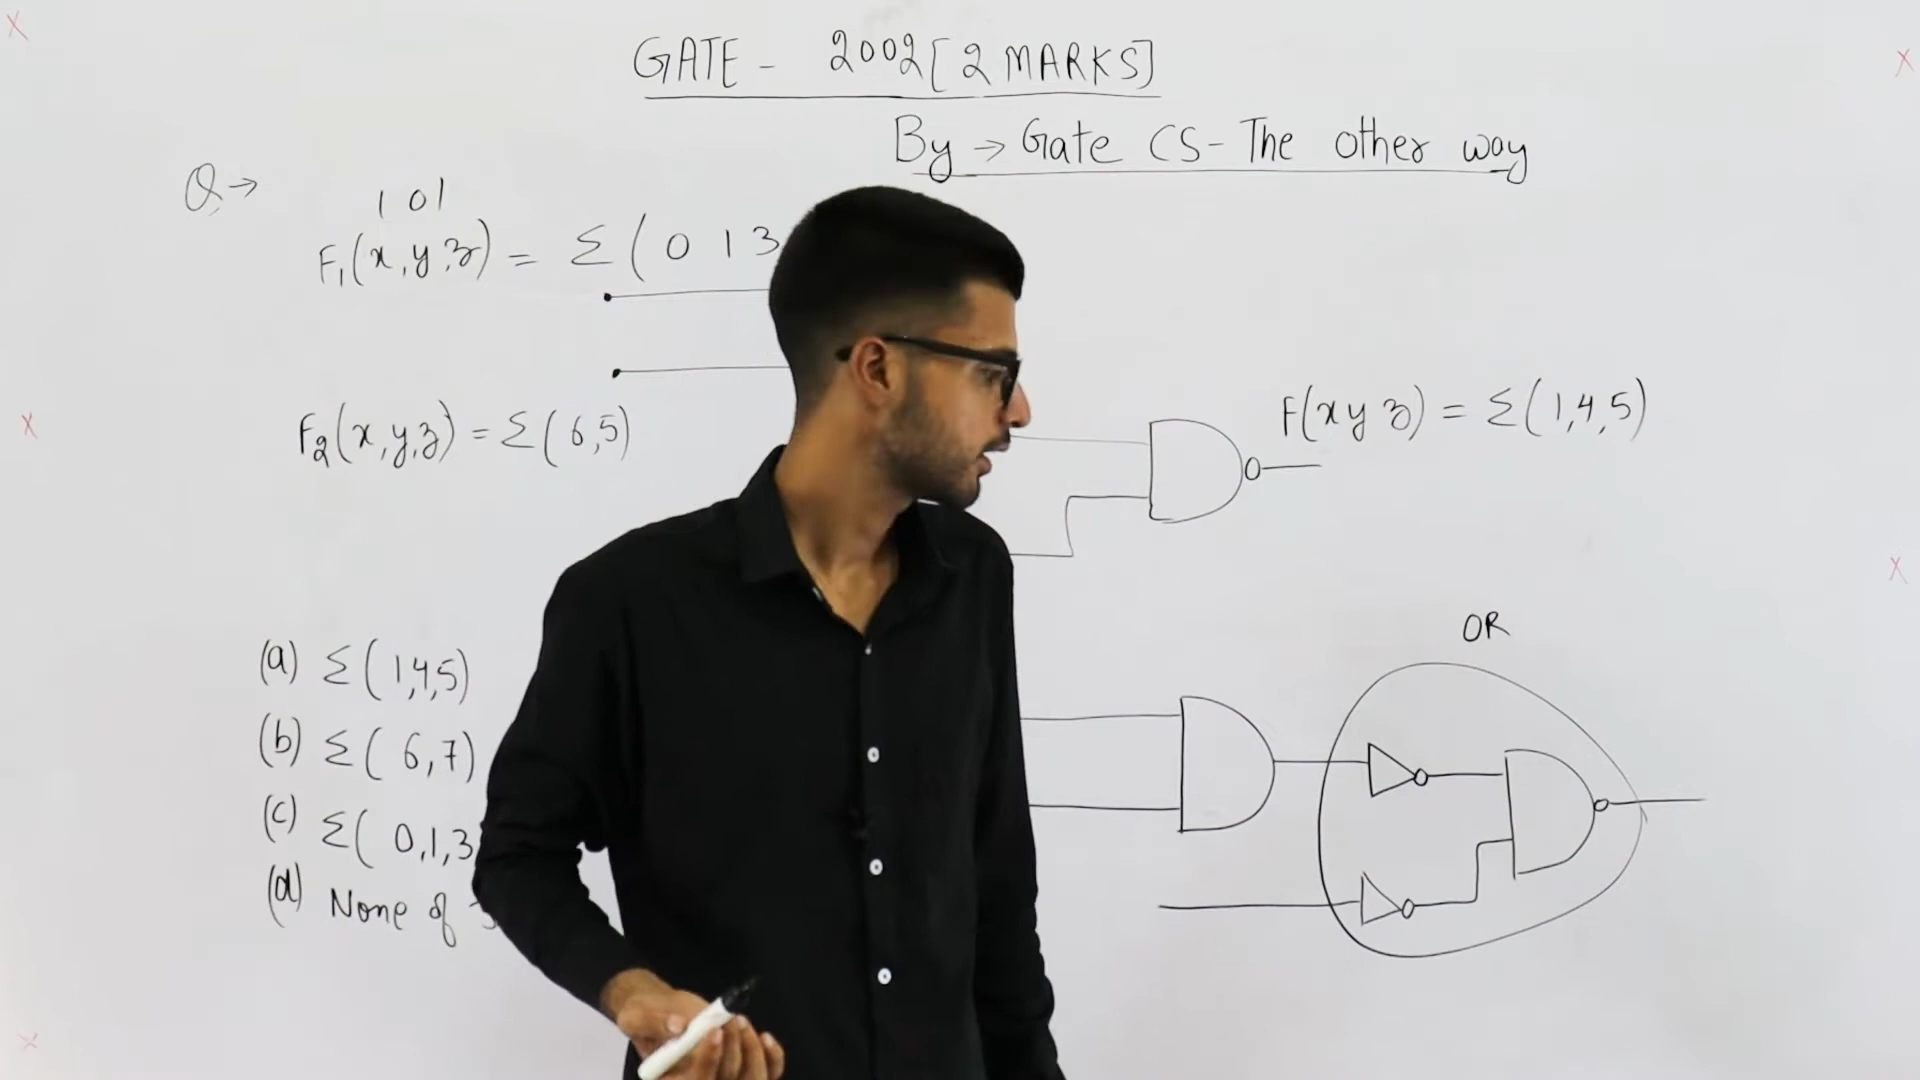 GATE - 2002 [2 MARKS]
By → Gate CS - The other way
Q →
1 0 1
F₁(x,y,z) = Σ( 0 1 3
F₂(x,y,z) = Σ( 6,5)
F(x y z) = Σ(1,4,5)
OR
(a) Σ( 1,4,5)
(b) Σ( 6,7)
(c) Σ( 0,1,3
(d) None of